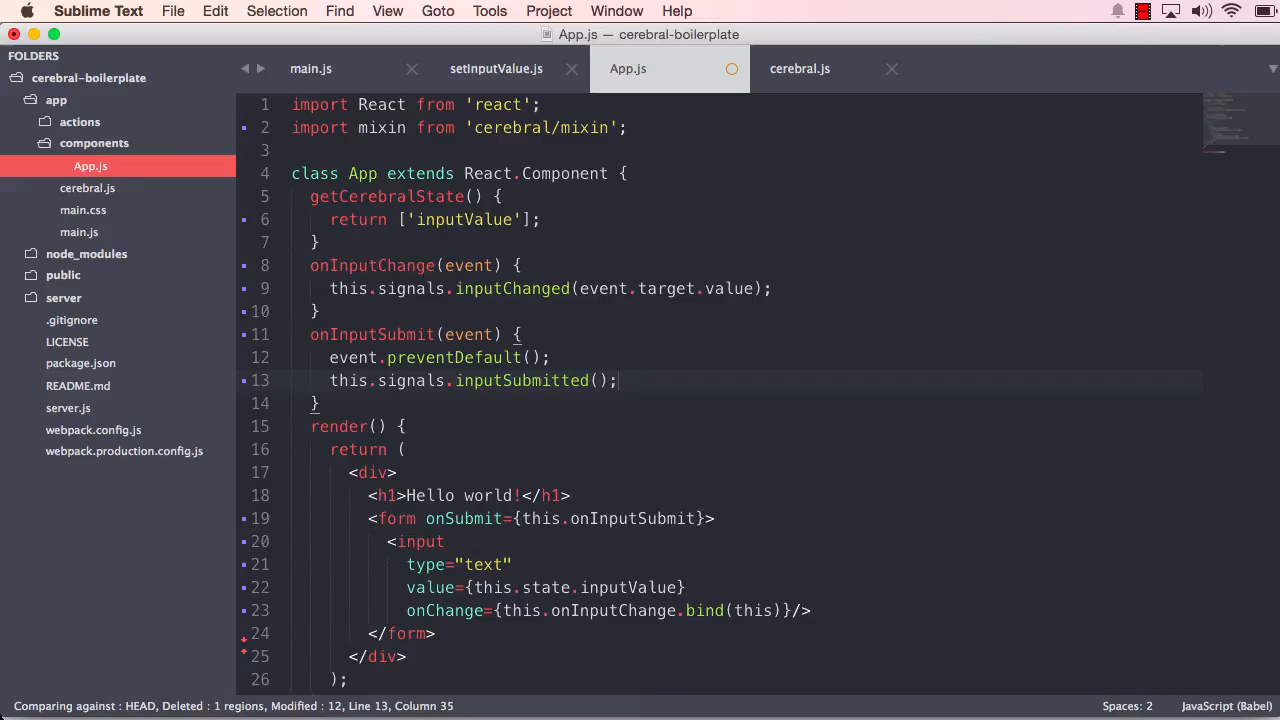 Sublime Text File Edit Selection Find View Goto Tools Project Window Help
App.js — cerebral-boilerplate
FOLDERS
cerebral-boilerplate
app
actions
components
App.js
cerebral.js
main.css
main.js
node_modules
public
server
.gitignore
LICENSE
package.json
README.md
server.js
webpack.config.js
webpack.production.config.js
main.js setInputValue.js App.js cerebral.js
1 import React from 'react';
2 import mixin from 'cerebral/mixin';
3
4 class App extends React.Component {
5 getCerebralState() {
6 return ['inputValue'];
7 }
8 onInputChange(event) {
9 this.signals.inputChanged(event.target.value);
10 }
11 onInputSubmit(event) {
12 event.preventDefault();
13 this.signals.inputSubmitted();
14 }
15 render() {
16 return (
17 <div>
18 <h1>Hello world!</h1>
19 <form onSubmit={this.onInputSubmit}>
20 <input
21 type="text"
22 value={this.state.inputValue}
23 onChange={this.onInputChange.bind(this)}/>
24 </form>
25 </div>
26 );
Comparing against : HEAD, Deleted : 1 regions, Modified : 12, Line 13, Column 35 Spaces: 2 JavaScript (Babel)